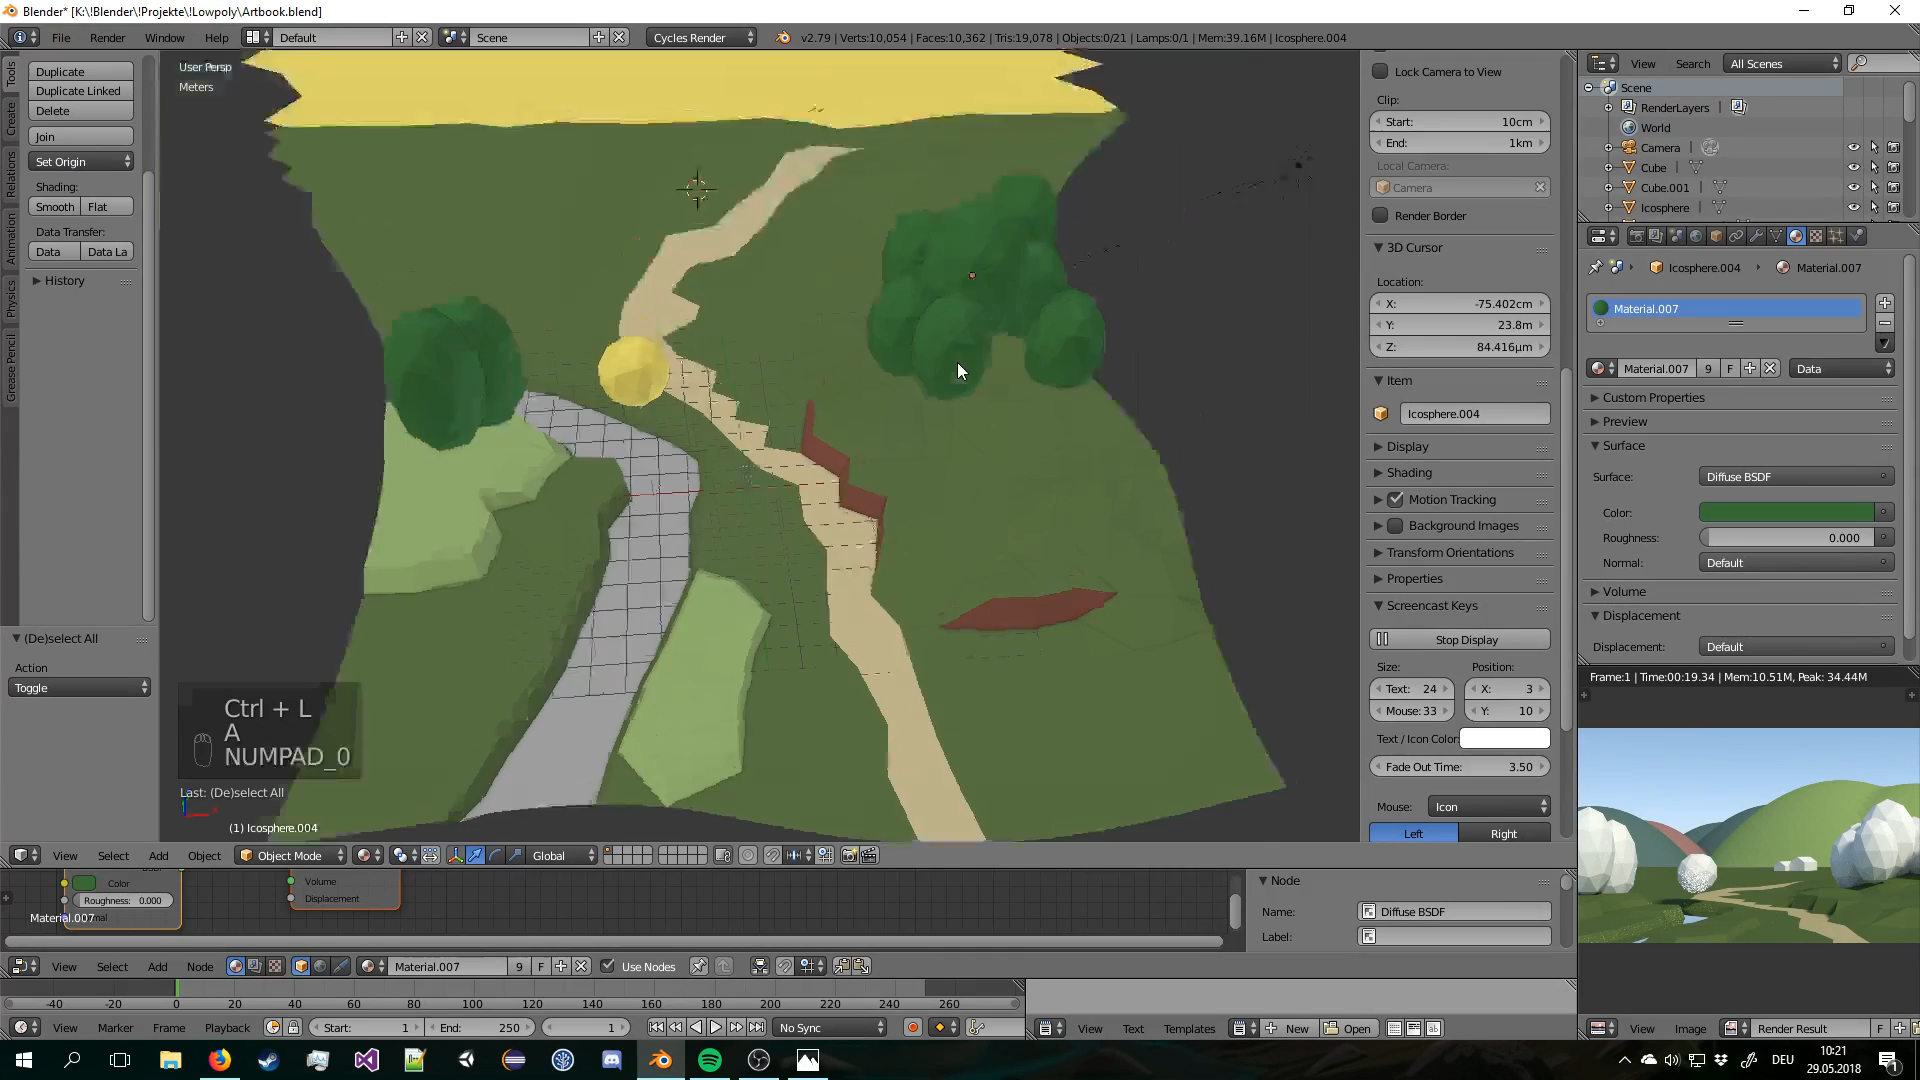 Blender* [K:\!Blender\!Projekte\!Lowpoly\Artbook.blend]
File Render Window Help Default Scene Cycles Render v2.79 | Verts:10,054 | Faces:10,362 | Tris:19,078 | Objects:0/21 | Lamps:0/1 | Mem:39.16M | Icosphere.004
Tools
Create
Relations
Animation
Physics
Grease Pencil
Duplicate
Duplicate Linked
Delete
Join
Set Origin
Shading:
Smooth Flat
Data Transfer:
Data Data La
History
(De)select All
Action
Toggle
User Persp
Meters
Ctrl + L
A
NUMPAD_0
Last: (De)select All
(1) Icosphere.004
Lock Camera to View
Clip:
Start: 10cm
End: 1km
Local Camera:
Camera
Render Border
3D Cursor
Location:
X: -75.402cm
Y: 23.8m
Z: 84.416µm
Item
Icosphere.004
Display
Shading
Motion Tracking
Background Images
Transform Orientations
Properties
Screencast Keys
Stop Display
Size: Position:
Text: 24 X: 3
Mouse: 33 Y: 10
Text / Icon Color:
Fade Out Time: 3.50
Mouse: Icon
Left Right
View Search All Scenes
Scene
RenderLayers
World
Camera
Cube
Cube.001
Icosphere
Icosphere.004 Material.007
Material.007
Material.007 9 F Data
Custom Properties
Preview
Surface
Surface: Diffuse BSDF
Color:
Roughness: 0.000
Normal: Default
Volume
Displacement
Displacement: Default
Frame:1 | Time:00:19.34 | Mem:10.51M, Peak: 34.44M
View Select Add Object Object Mode Global
Color
Roughness: 0.000
Material.007
Volume
Displacement
Node
Name: Diffuse BSDF
Label:
View Select Add Node Material.007 9 F Use Nodes
-40 -20 0 20 40 60 80 100 120 140 160 180 200 220 240 260
View Marker Frame Playback Start: 1 End: 250 1 No Sync
View Text Templates New Open
View Image Render Result F
DEU
10:21
29.05.2018
1